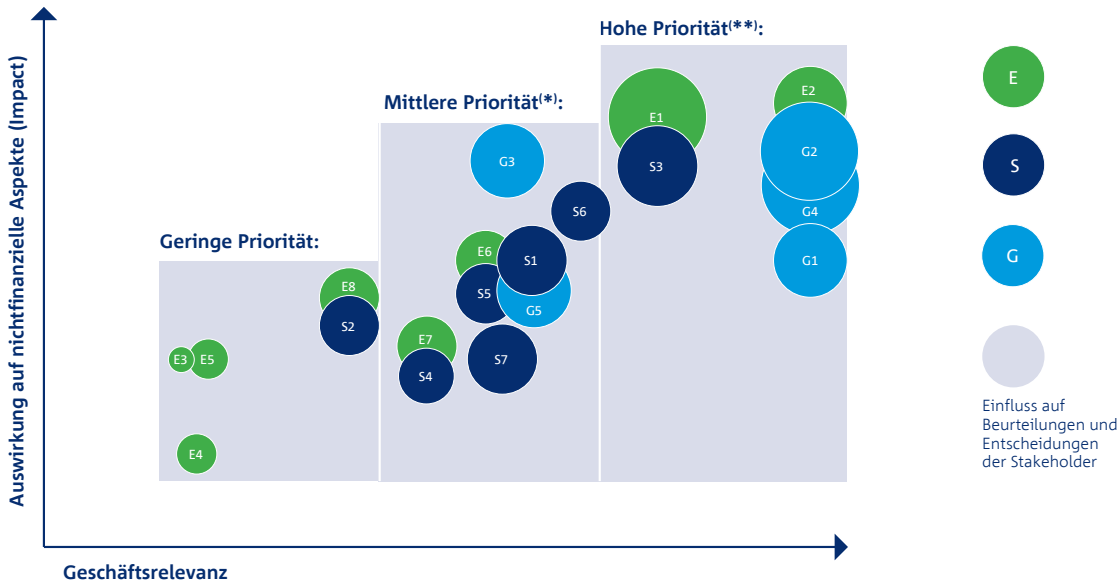 Auswirkung auf nichtfinanzielle Aspekte (Impact)
Hohe Priorität(**):
Mittlere Priorität(*):
Geringe Priorität:
E1
S3
E2
G2
G4
G1
G3
S6
E6
S1
S5
G5
E7
S4
S7
E8
S2
E3
E5
E4
Geschäftsrelevanz
E
S
G
Einfluss auf
Beurteilungen und
Entscheidungen
der Stakeholder